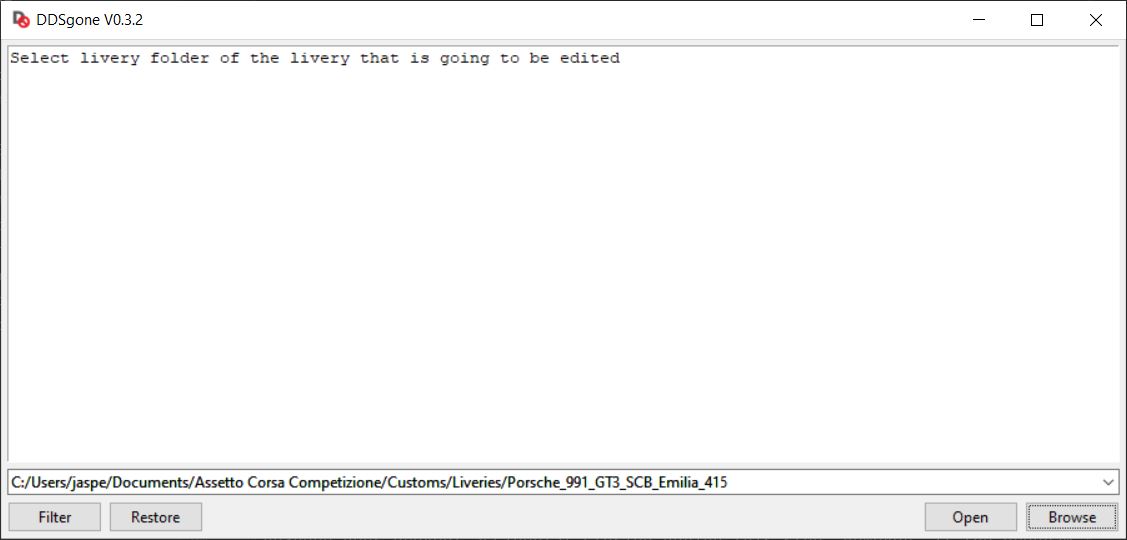 DDSgone V0.3.2
Select livery folder of the livery that is going to be edited
C:/Users/jaspe/Documents/Assetto Corsa Competizione/Customs/Liveries/Porsche_991_GT3_SCB_Emilia_415
Filter Restore Open Browse